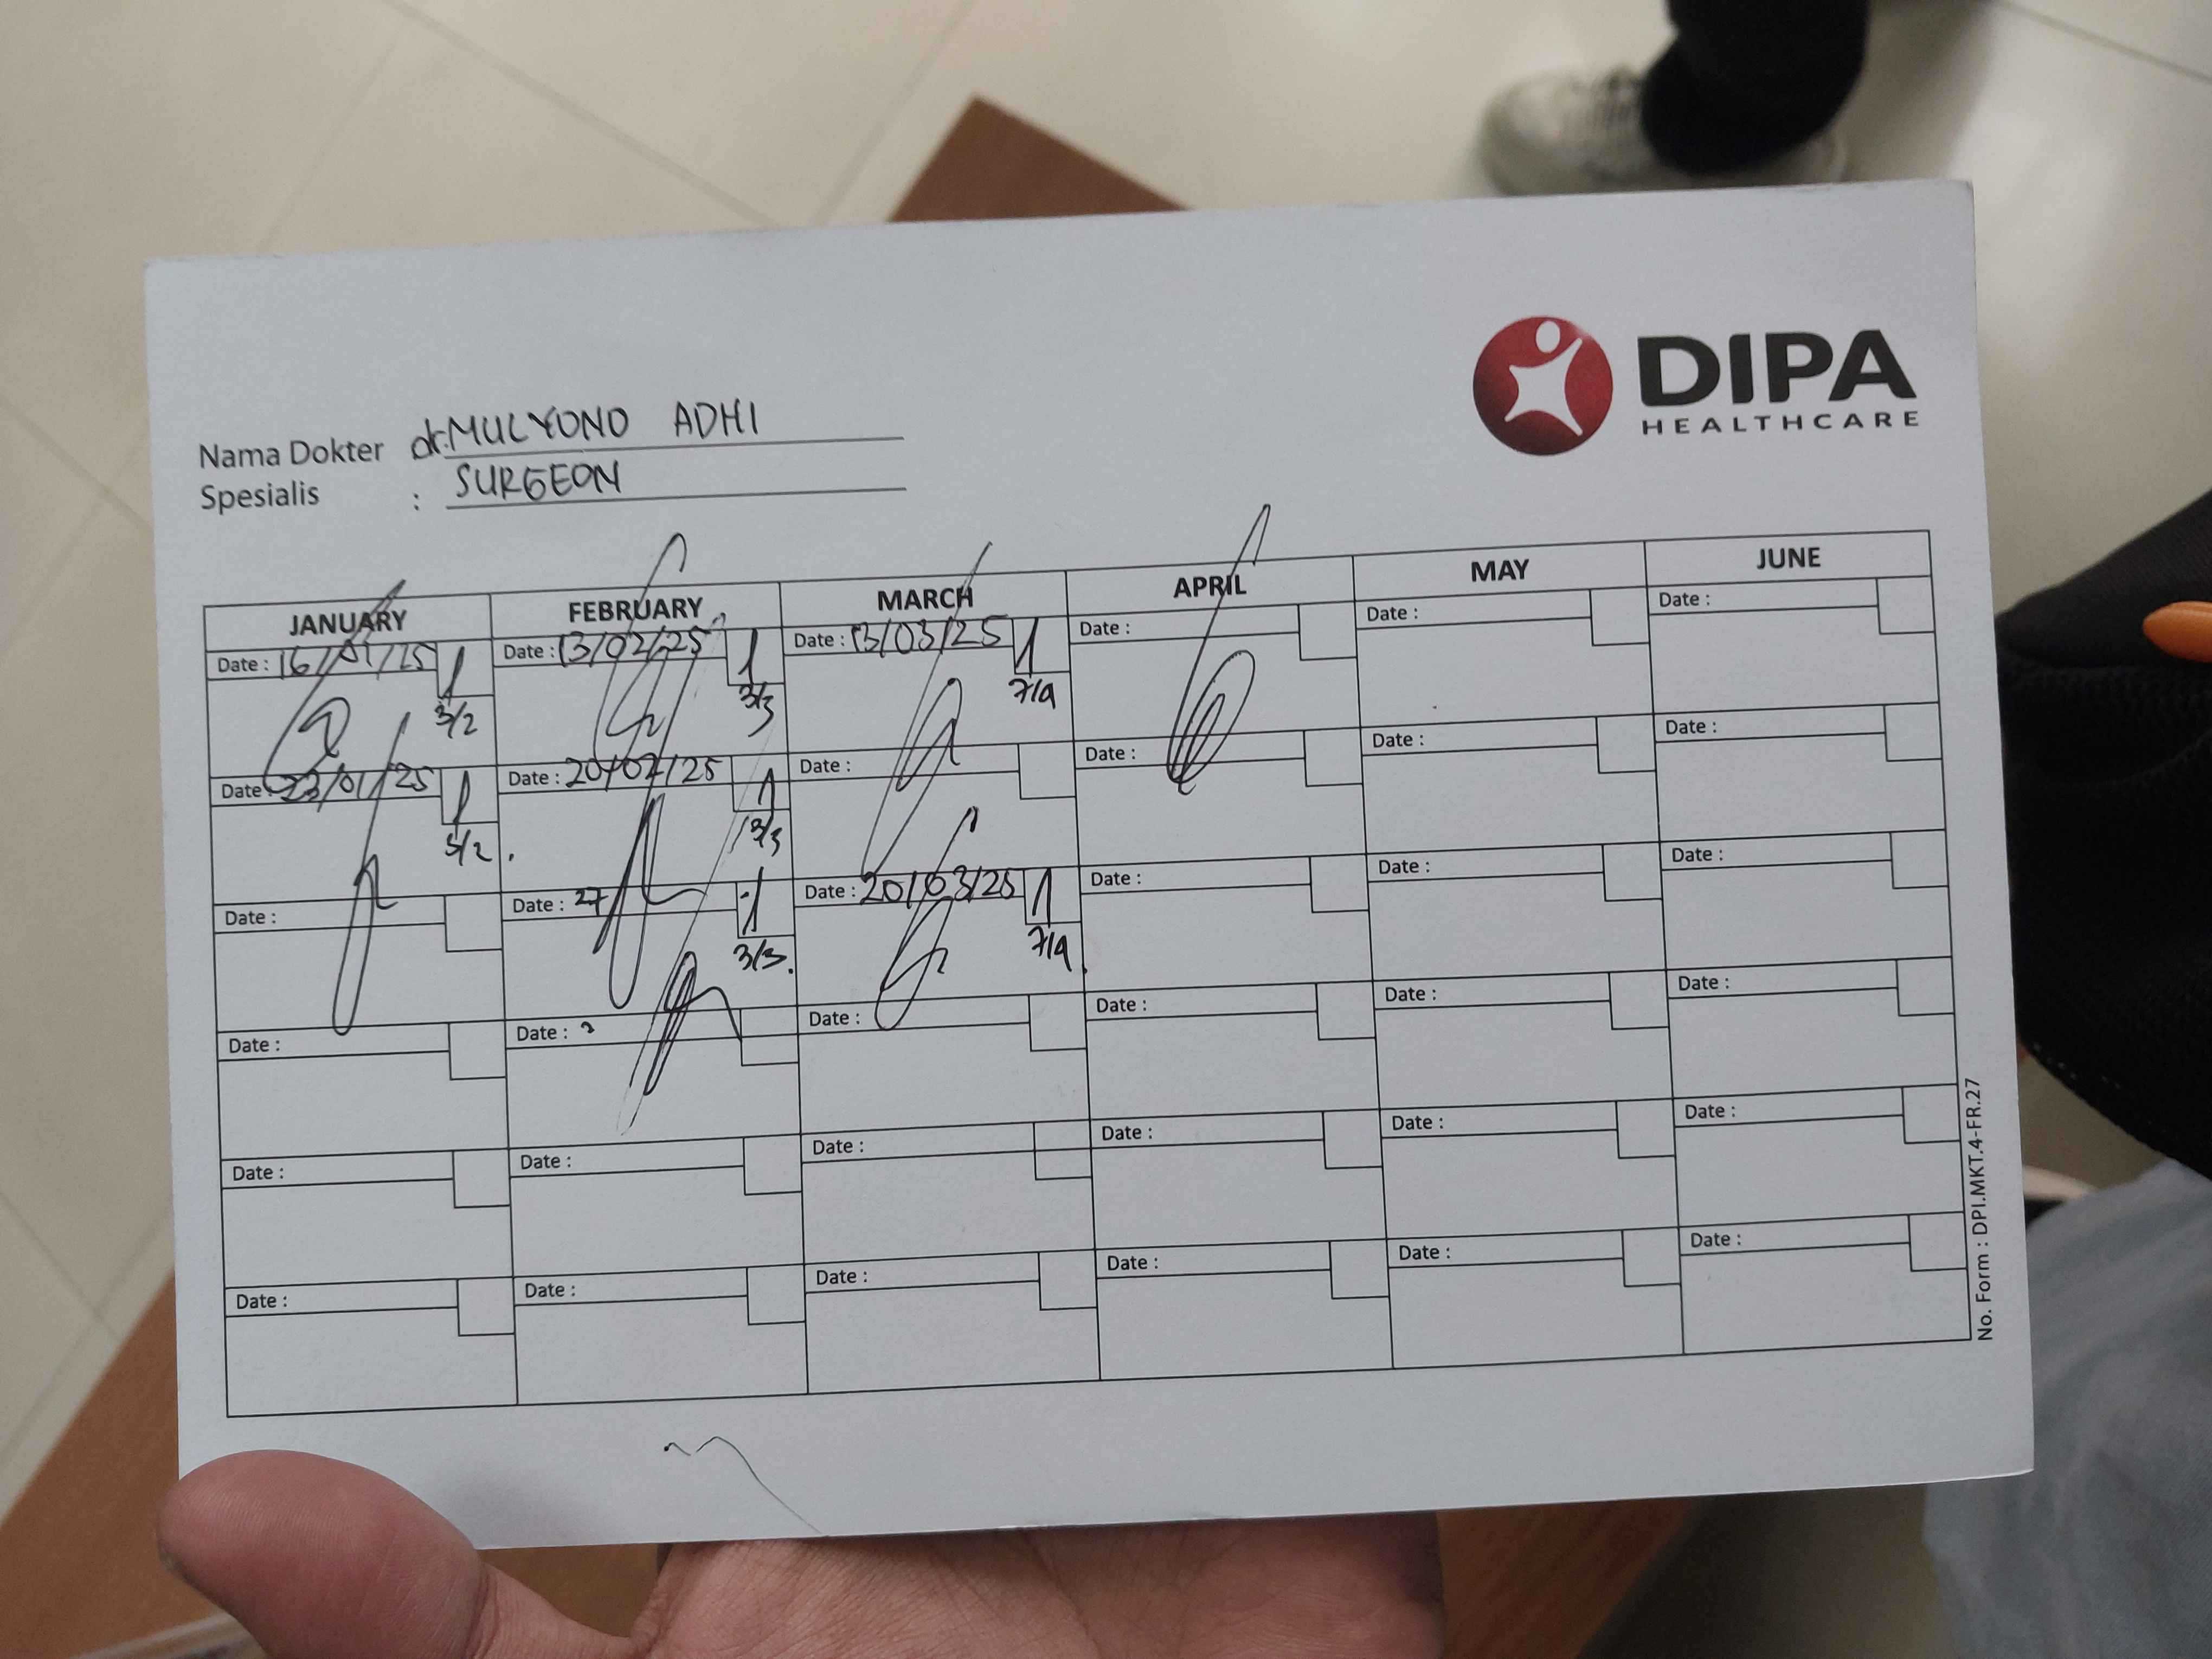 DIPA
HEALTHCARE
Nama Dokter dr. MULYONO ADHI
Spesialis : SURGEON
JANUARY FEBRUARY MARCH APRIL MAY JUNE
Date : 16/01/25 Date : 13/02/25 Date : 13/03/25 Date : Date : Date :
3/2 3/3 7/4
Date : 23/01/25 Date : 20/02/25 Date : Date : Date : Date :
3/2 13/3
Date : Date : 27 Date : 20/03/25 Date : Date : Date :
3/3. 7/4
Date : Date : Date : Date : Date : Date :
Date : Date : Date : Date : Date : Date :
Date : Date : Date : Date : Date : Date :
No. Form : DPI.MKT.4-FR.27